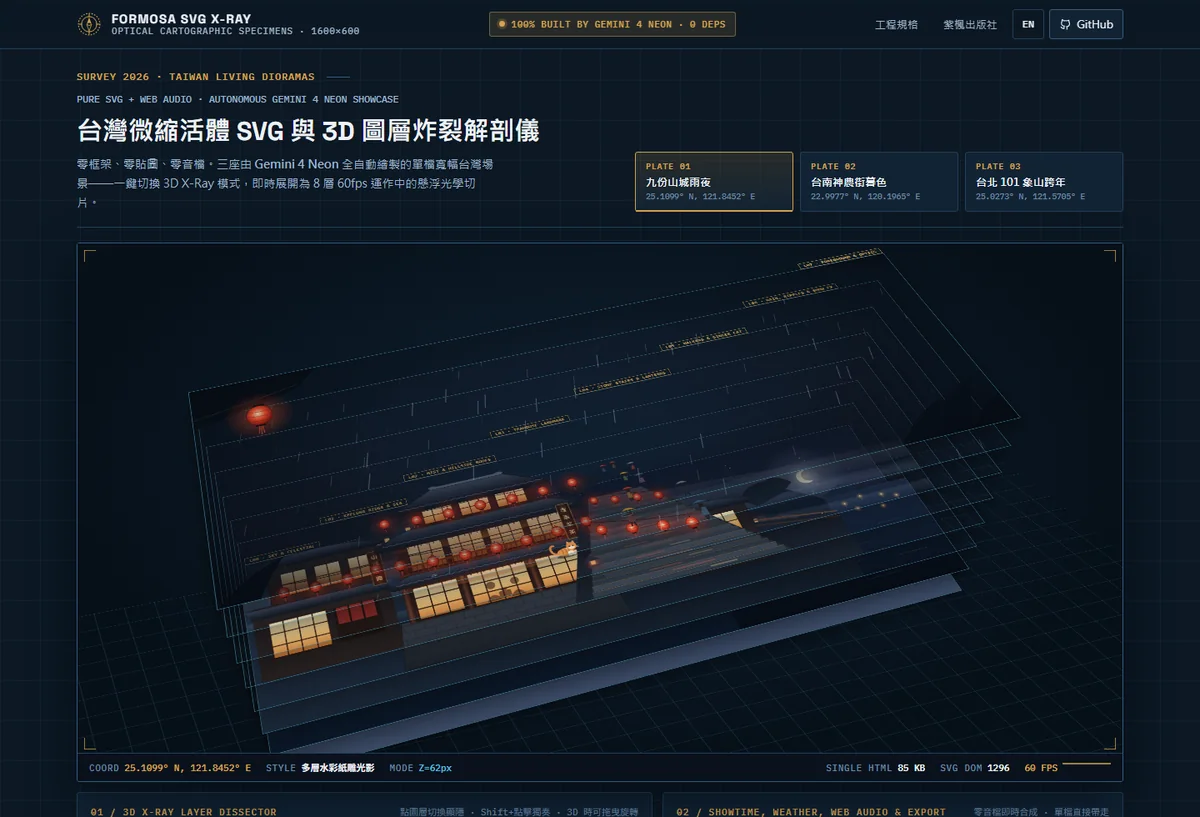 FORMOSA SVG X-RAY
OPTICAL CARTOGRAPHIC SPECIMENS · 1600×600
100% BUILT BY GEMINI 4 NEON · 0 DEPS
工程規格
紫楓出版社
EN
GitHub
SURVEY 2026 · TAIWAN LIVING DIORAMAS
PURE SVG + WEB AUDIO · AUTONOMOUS GEMINI 4 NEON SHOWCASE
台灣微縮活體 SVG 與 3D 圖層炸裂解剖儀
零框架、零貼圖、零音檔。三座由 Gemini 4 Neon 全自動繪製的單檔寬幅台灣場
景——一鍵切換 3D X-Ray 模式，即時展開為 8 層 60fps 運作中的懸浮光學切
片。
PLATE 01
九份山城雨夜
25.1099° N, 121.8452° E
PLATE 02
台南神農街暮色
22.9977° N, 120.1965° E
PLATE 03
台北 101 象山跨年
25.0273° N, 121.5705° E
COORD 25.1099° N, 121.8452° E
STYLE 多層水彩紙雕光影
MODE Z=62px
SINGLE HTML 85 KB
SVG DOM 1296
60 FPS
01 / 3D X-RAY LAYER DISSECTOR
點圖層切換顯隱 · Shift+點擊獨奏 · 3D 時可拖曳旋轉
02 / SHOWTIME, WEATHER, WEB AUDIO & EXPORT
零音檔即時合成 · 單檔直接帶走